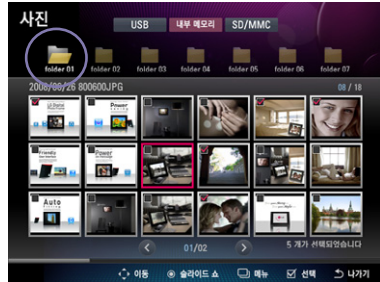 사진
USB 내부 메모리 SD/MMC
folder 01 folder 02 folder 03 folder 04 folder 05 folder 06 folder 07
2008/06/26 800600.JPG 08 / 18
Power
Friendly
Power
Auto
01/02 5 개가 선택되었습니다
이동 슬라이드 쇼 메뉴 선택 나가기